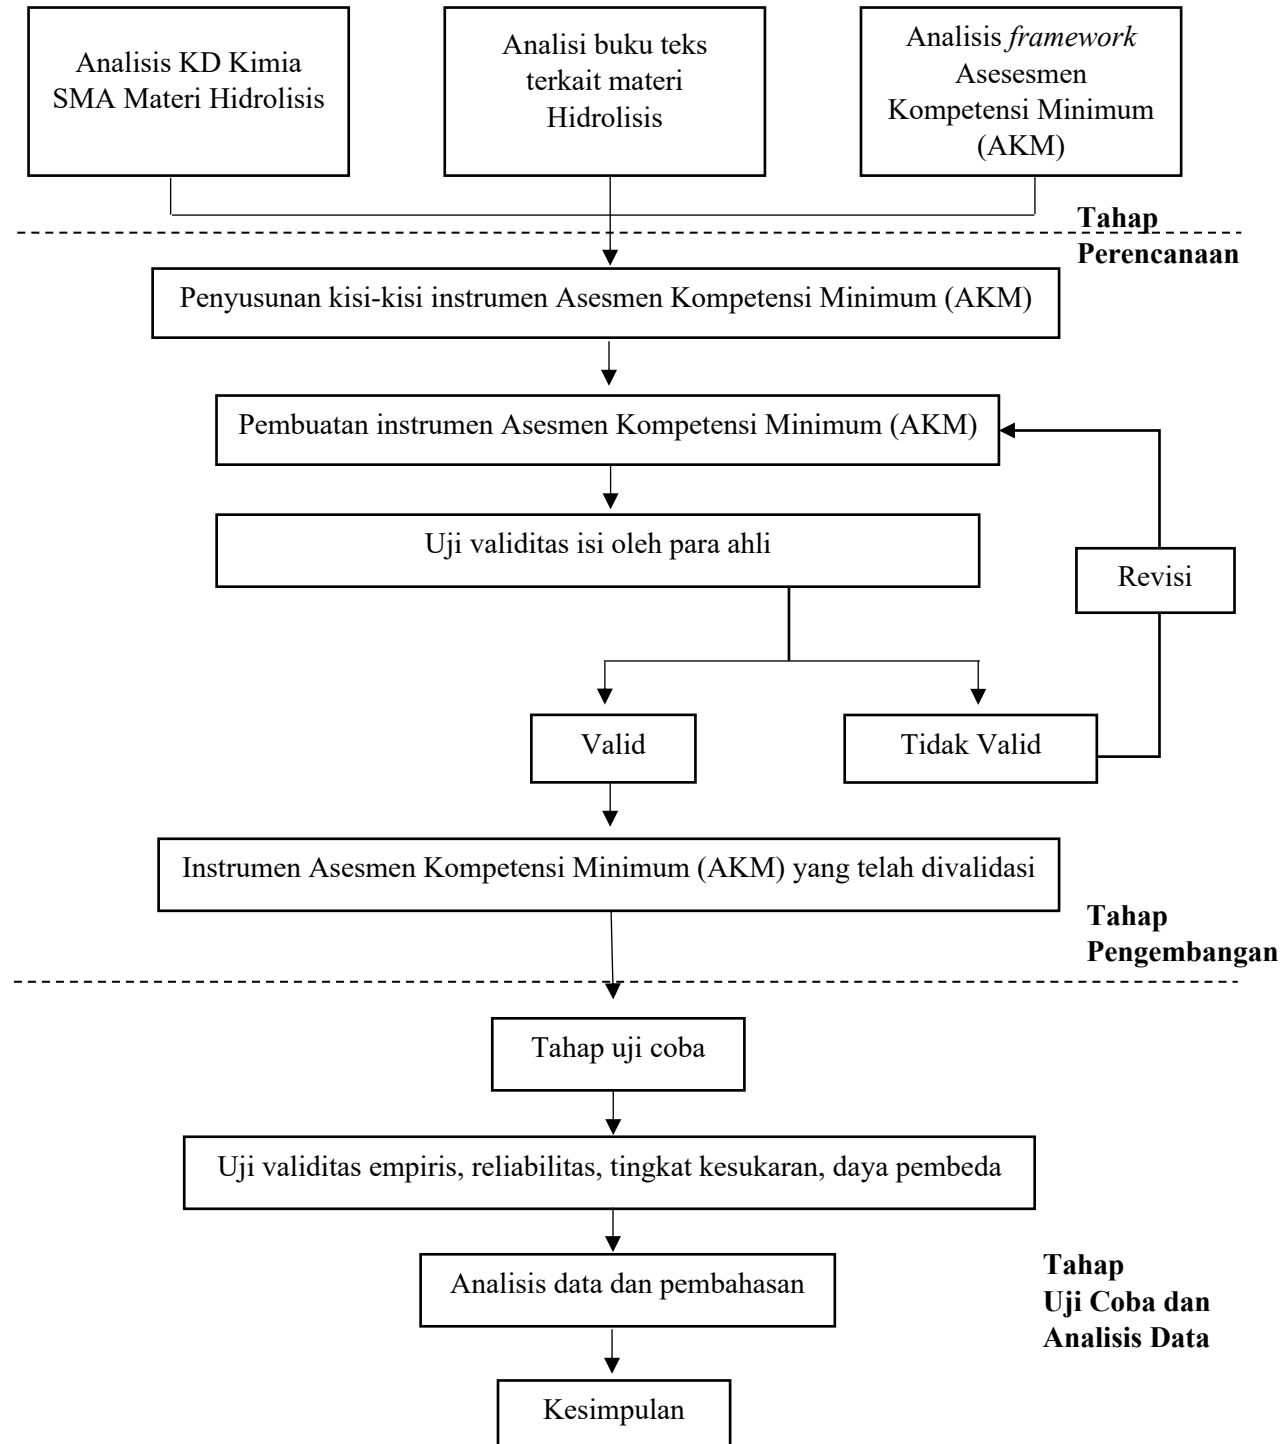 Analisis KD Kimia
SMA Materi Hidrolisis
Analisi buku teks
terkait materi
Hidrolisis
Analisis framework
Asesesmen
Kompetensi Minimum
(AKM)
Tahap
Perencanaan
Penyusunan kisi-kisi instrumen Asesmen Kompetensi Minimum (AKM)
Pembuatan instrumen Asesmen Kompetensi Minimum (AKM)
Uji validitas isi oleh para ahli
Revisi
Valid
Tidak Valid
Instrumen Asesmen Kompetensi Minimum (AKM) yang telah divalidasi
Tahap
Pengembangan
Tahap uji coba
Uji validitas empiris, reliabilitas, tingkat kesukaran, daya pembeda
Analisis data dan pembahasan
Tahap
Uji Coba dan
Analisis Data
Kesimpulan